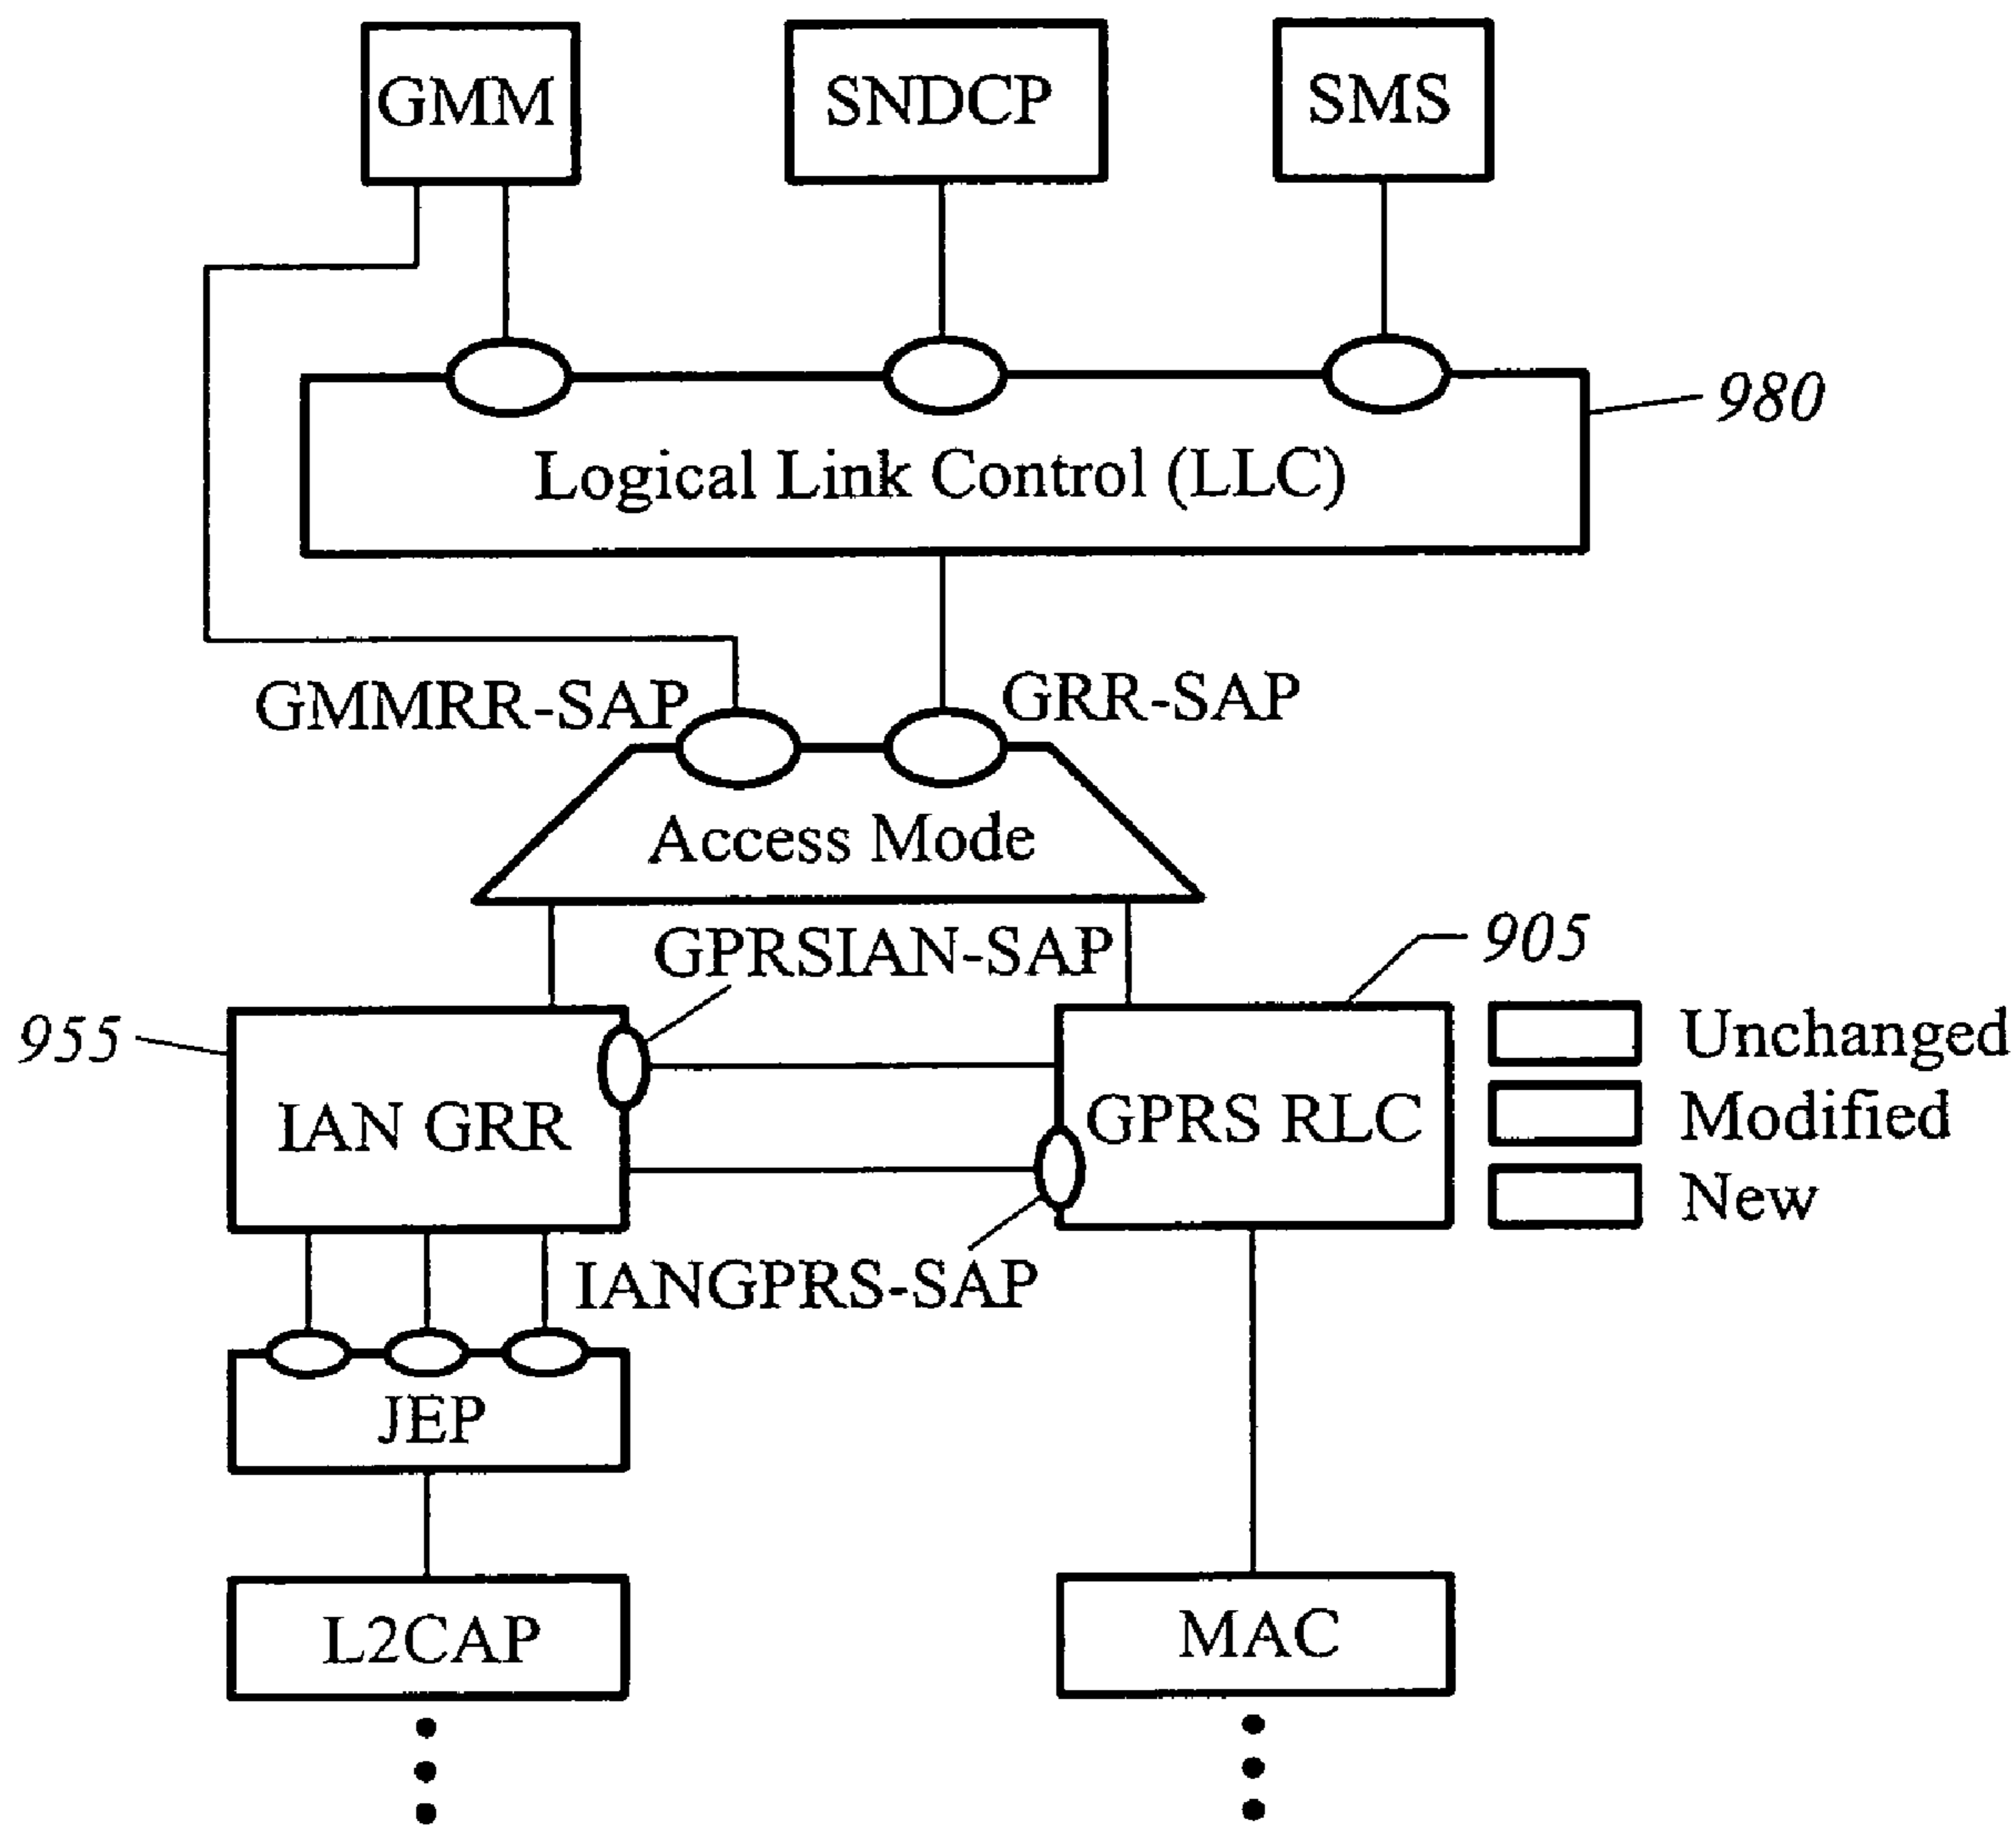 GMM
SNDCP
SMS
980
Logical Link Control (LLC)
GMMRR-SAP
GRR-SAP
Access Mode
GPRSIAN-SAP
905
955
IAN GRR
GPRS RLC
Unchanged
Modified
New
IANGPRS-SAP
JEP
L2CAP
MAC